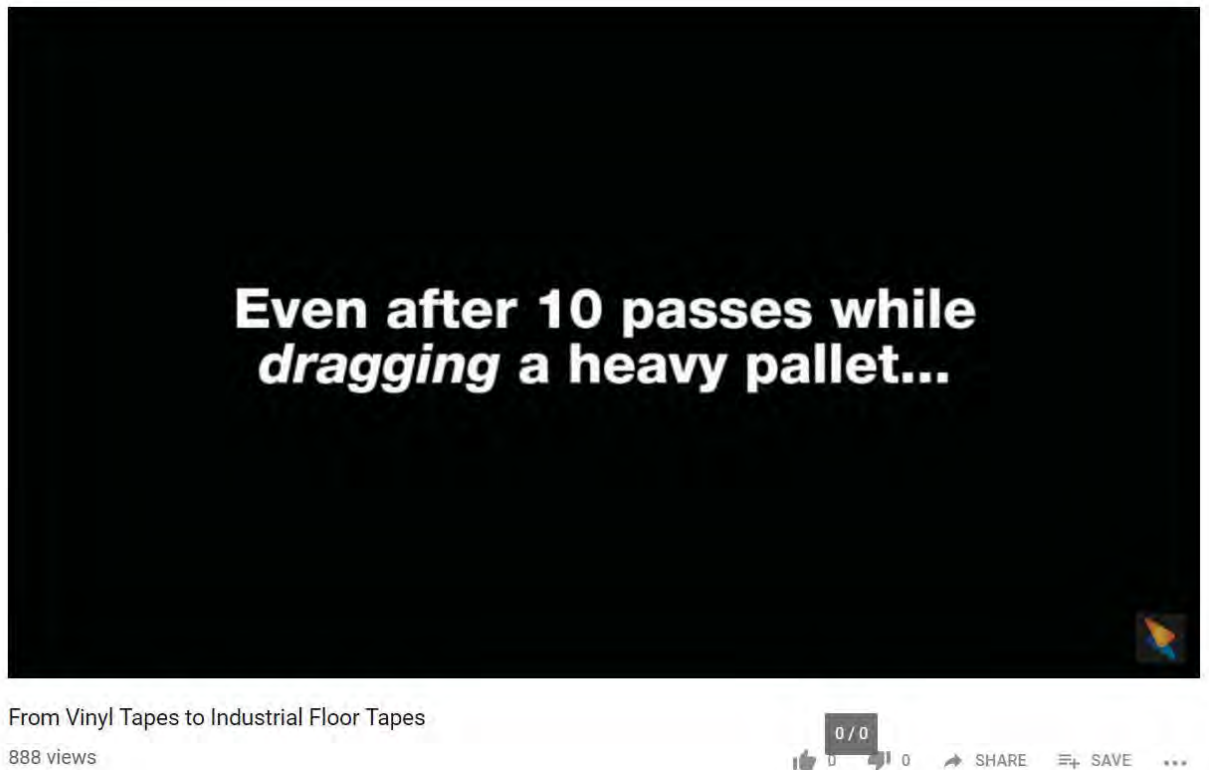 Even after 10 passes while
dragging a heavy pallet...
From Vinyl Tapes to Industrial Floor Tapes
0 / 0
888 views
0
0
SHARE
SAVE